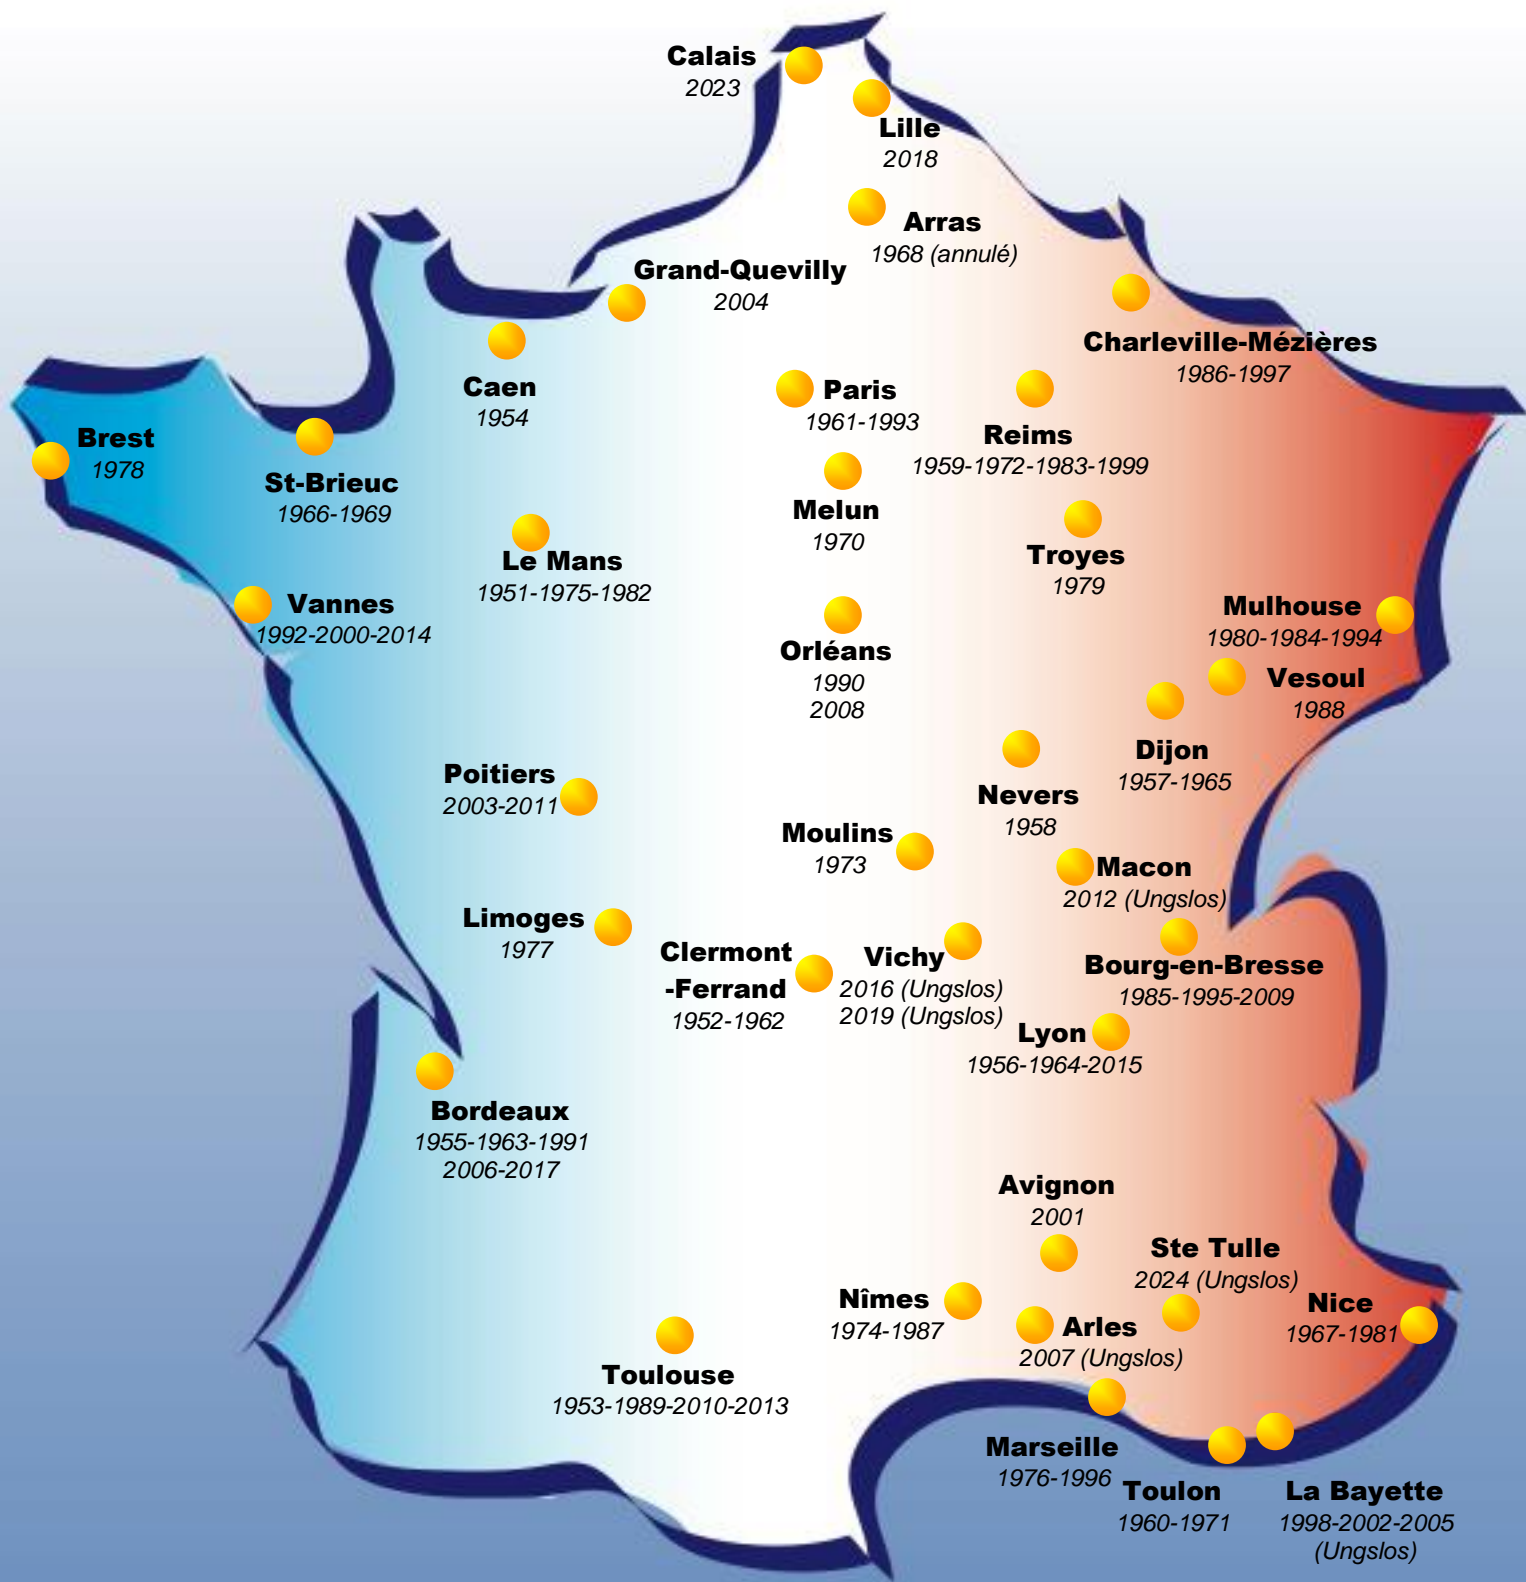 Calais
2023
Lille
2018
Arras
1968 (annulé)
Grand-Quevilly
2004
Charleville-Mézières
1986-1997
Caen
1954
Paris
1961-1993
Reims
1959-1972-1983-1999
Brest
1978
St-Brieuc
1966-1969
Melun
1970
Le Mans
1951-1975-1982
Troyes
1979
Vannes
1992-2000-2014
Mulhouse
1980-1984-1994
Orléans
1990
2008
Vesoul
1988
Dijon
1957-1965
Poitiers
2003-2011
Nevers
1958
Moulins
1973
Macon
2012 (Ungslos)
Limoges
1977
Clermont
-Ferrand
1952-1962
Vichy
2016 (Ungslos)
2019 (Ungslos)
Bourg-en-Bresse
1985-1995-2009
Lyon
1956-1964-2015
Bordeaux
1955-1963-1991
2006-2017
Avignon
2001
Ste Tulle
2024 (Ungslos)
Nîmes
1974-1987
Arles
2007 (Ungslos)
Nice
1967-1981
Toulouse
1953-1989-2010-2013
Marseille
1976-1996
Toulon
1960-1971
La Bayette
1998-2002-2005
(Ungslos)